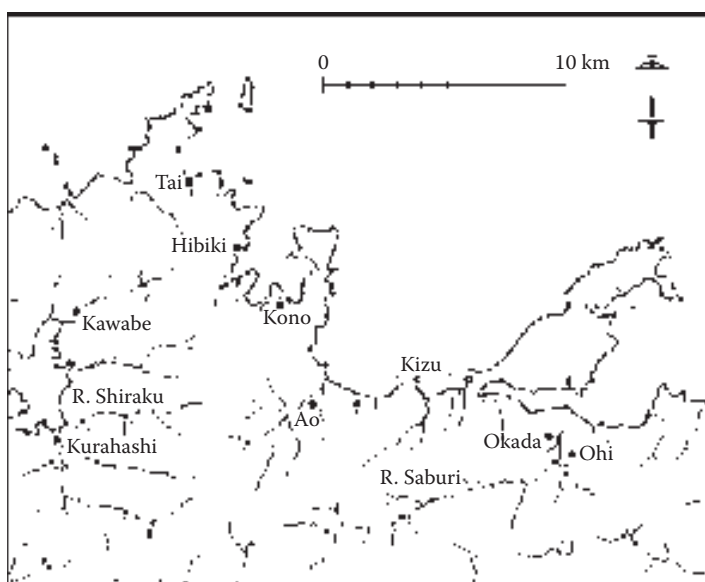 0 10 km
Tai
Hibiki
Kono
Kawabe
Kizu
R. Shiraku
Ao
Kurahashi
Okada
Ohi
R. Saburi